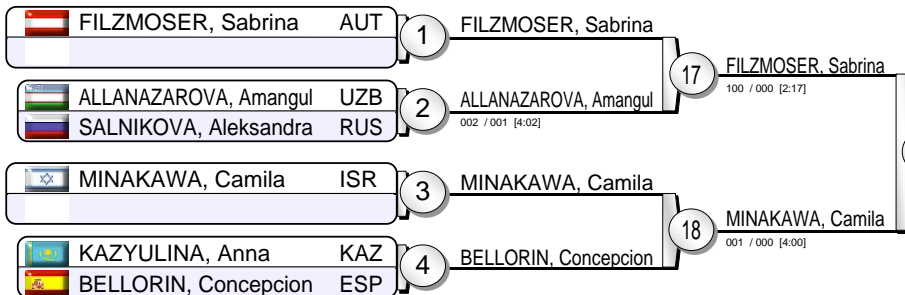 FILZMOSER, Sabrina AUT
1
FILZMOSER, Sabrina
17
FILZMOSER, Sabrina
100 / 000 [2:17]
ALLANAZAROVA, Amangul UZB
SALNIKOVA, Aleksandra RUS
2
ALLANAZAROVA, Amangul
002 / 001 [4:02]
MINAKAWA, Camila ISR
3
MINAKAWA, Camila
18
MINAKAWA, Camila
001 / 000 [4:00]
KAZYULINA, Anna KAZ
BELLORIN, Concepcion ESP
4
BELLORIN, Concepcion